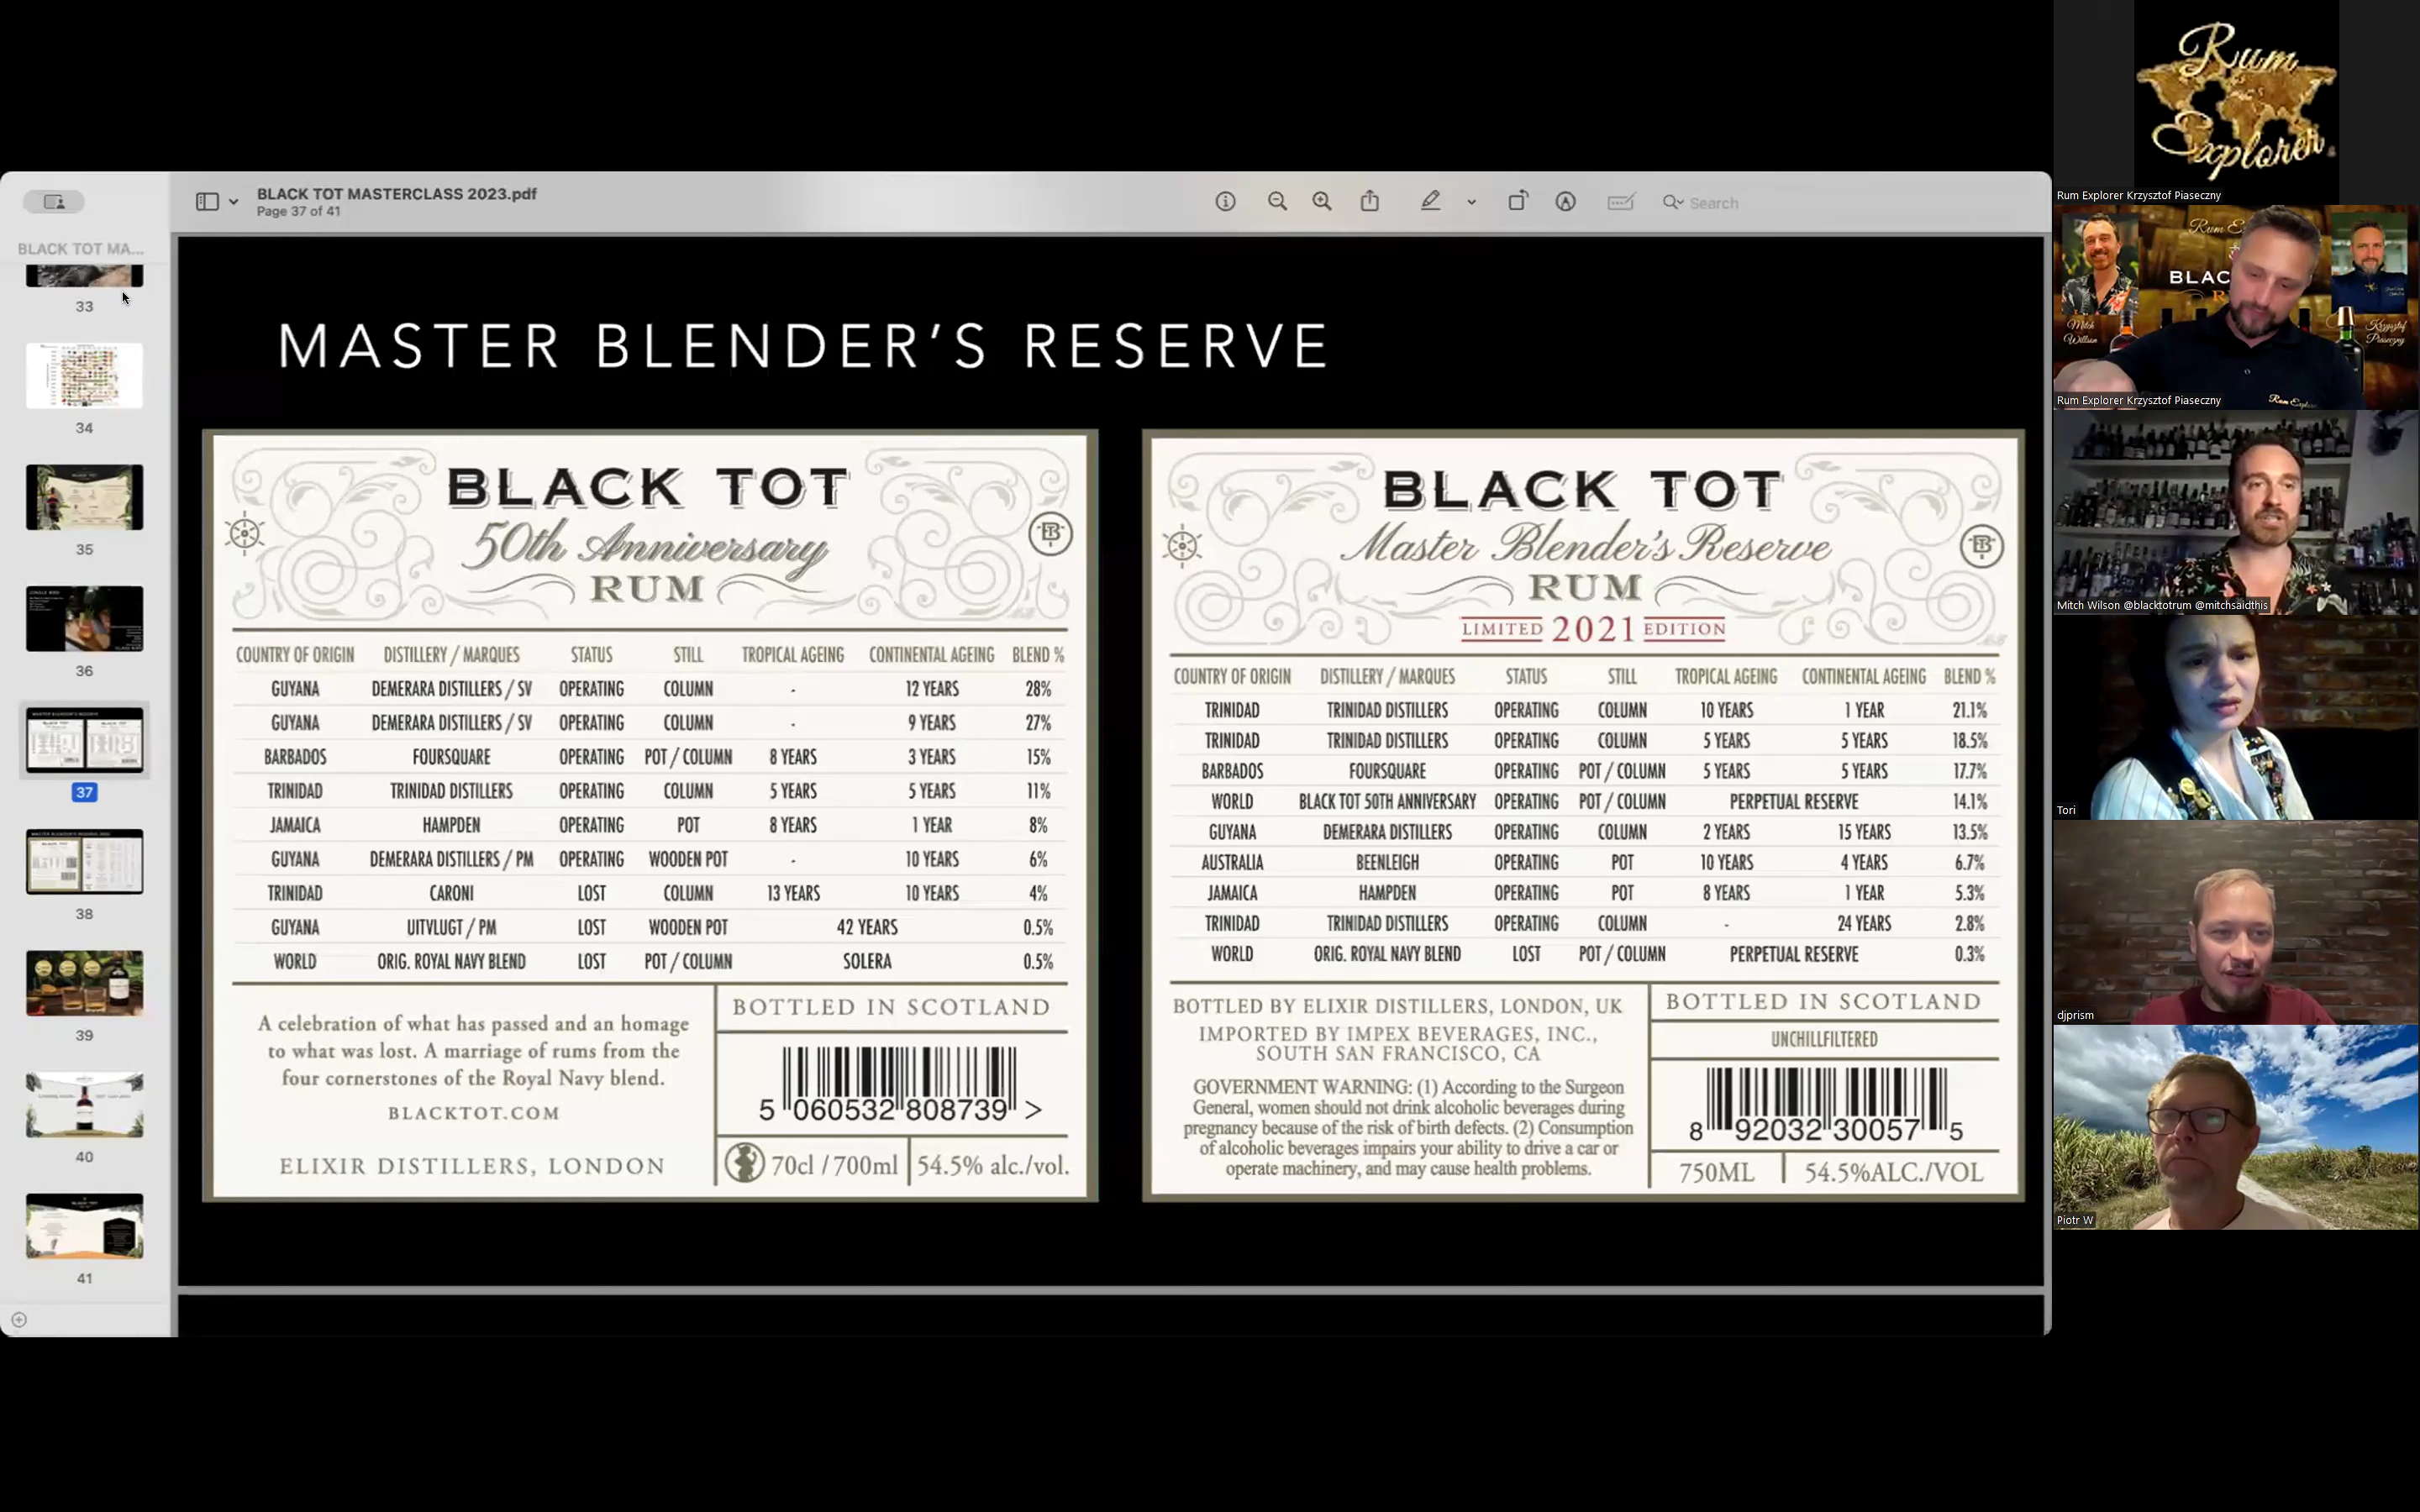 BLACK TOT MASTERCLASS 2023.pdf
Page 37 of 41
Search
BLACK TOT MA...
33
34
35
36
37
38
39
40
41
MASTER BLENDER'S RESERVE
BLACK TOT
50th Anniversary
RUM
COUNTRY OF ORIGIN DISTILLERY / MARQUES STATUS STILL TROPICAL AGEING CONTINENTAL AGEING BLEND %
GUYANA DEMERARA DISTILLERS / SV OPERATING COLUMN - 12 YEARS 28%
GUYANA DEMERARA DISTILLERS / SV OPERATING COLUMN - 9 YEARS 27%
BARBADOS FOURSQUARE OPERATING POT / COLUMN 8 YEARS 3 YEARS 15%
TRINIDAD TRINIDAD DISTILLERS OPERATING COLUMN 5 YEARS 5 YEARS 11%
JAMAICA HAMPDEN OPERATING POT 8 YEARS 1 YEAR 8%
GUYANA DEMERARA DISTILLERS / PM OPERATING WOODEN POT - 10 YEARS 6%
TRINIDAD CARONI LOST COLUMN 13 YEARS 10 YEARS 4%
GUYANA UITVLUGT / PM LOST WOODEN POT 42 YEARS 0.5%
WORLD ORIG. ROYAL NAVY BLEND LOST POT / COLUMN SOLERA 0.5%
A celebration of what has passed and an homage
to what was lost. A marriage of rums from the
four cornerstones of the Royal Navy blend.
BLACKTOT.COM
ELIXIR DISTILLERS, LONDON
BOTTLED IN SCOTLAND
5 060532 808739 >
70cl / 700ml 54.5% alc./vol.
BLACK TOT
Master Blender's Reserve
RUM
LIMITED 2021 EDITION
COUNTRY OF ORIGIN DISTILLERY / MARQUES STATUS STILL TROPICAL AGEING CONTINENTAL AGEING BLEND %
TRINIDAD TRINIDAD DISTILLERS OPERATING COLUMN 10 YEARS 1 YEAR 21.1%
TRINIDAD TRINIDAD DISTILLERS OPERATING COLUMN 5 YEARS 5 YEARS 18.5%
BARBADOS FOURSQUARE OPERATING POT / COLUMN 5 YEARS 5 YEARS 17.7%
WORLD BLACK TOT 50TH ANNIVERSARY OPERATING POT / COLUMN PERPETUAL RESERVE 14.1%
GUYANA DEMERARA DISTILLERS OPERATING COLUMN 2 YEARS 15 YEARS 13.5%
AUSTRALIA BEENLEIGH OPERATING POT 10 YEARS 4 YEARS 6.7%
JAMAICA HAMPDEN OPERATING POT 8 YEARS 1 YEAR 5.3%
TRINIDAD TRINIDAD DISTILLERS OPERATING COLUMN - 24 YEARS 2.8%
WORLD ORIG. ROYAL NAVY BLEND LOST POT / COLUMN PERPETUAL RESERVE 0.3%
BOTTLED BY ELIXIR DISTILLERS, LONDON, UK
IMPORTED BY IMPEX BEVERAGES, INC.,
SOUTH SAN FRANCISCO, CA
GOVERNMENT WARNING: (1) According to the Surgeon
General, women should not drink alcoholic beverages during
pregnancy because of the risk of birth defects. (2) Consumption
of alcoholic beverages impairs your ability to drive a car or
operate machinery, and may cause health problems.
BOTTLED IN SCOTLAND
UNCHILLFILTERED
8 92032 30057 5
750ML 54.5%ALC./VOL
Rum
Explorer
Rum Explorer Krzysztof Piaseczny
Rum E
BLAC
R
Mitch
Willson
Krzysztof
Piaseczny
Rum Explorer Krzysztof Piaseczny
Mitch Wilson @blacktotrum @mitchsaidthis
Tori
djprism
Piotr W